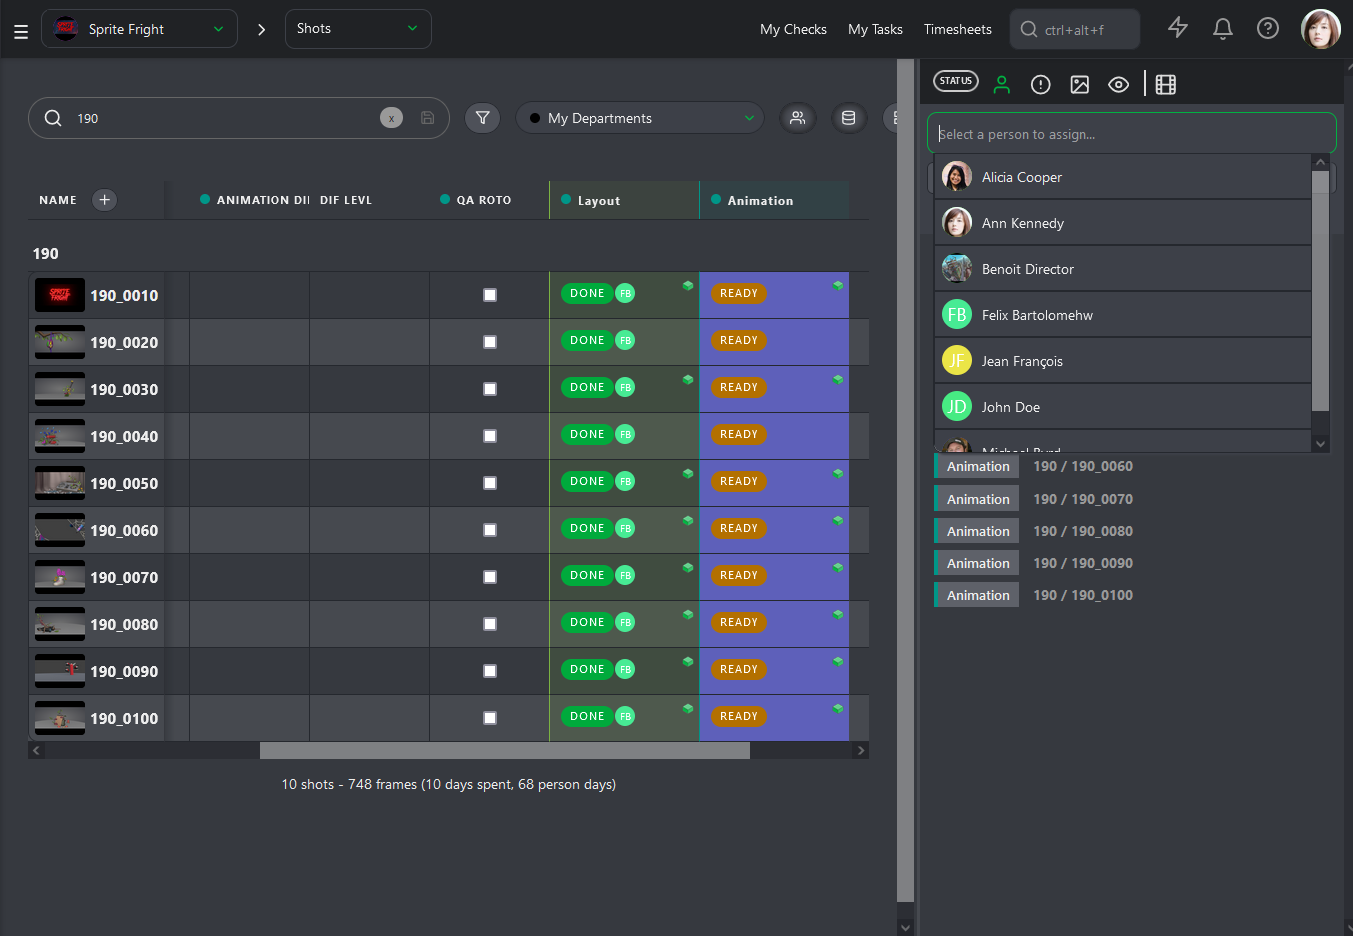 Sprite Fright
Shots
My Checks
My Tasks
Timesheets
ctrl+alt+f
190
x
My Departments
STATUS
Select a person to assign...
Alicia Cooper
Ann Kennedy
Benoit Director
FB Felix Bartolomehw
JF Jean François
JD John Doe
Michael Byrd
NAME
ANIMATION DII
DIF LEVL
QA ROTO
Layout
Animation
190
190_0010 DONE FB READY
190_0020 DONE FB READY
190_0030 DONE FB READY
190_0040 DONE FB READY
190_0050 DONE FB READY
190_0060 DONE FB READY
190_0070 DONE FB READY
190_0080 DONE FB READY
190_0090 DONE FB READY
190_0100 DONE FB READY
10 shots - 748 frames (10 days spent, 68 person days)
Animation 190 / 190_0060
Animation 190 / 190_0070
Animation 190 / 190_0080
Animation 190 / 190_0090
Animation 190 / 190_0100